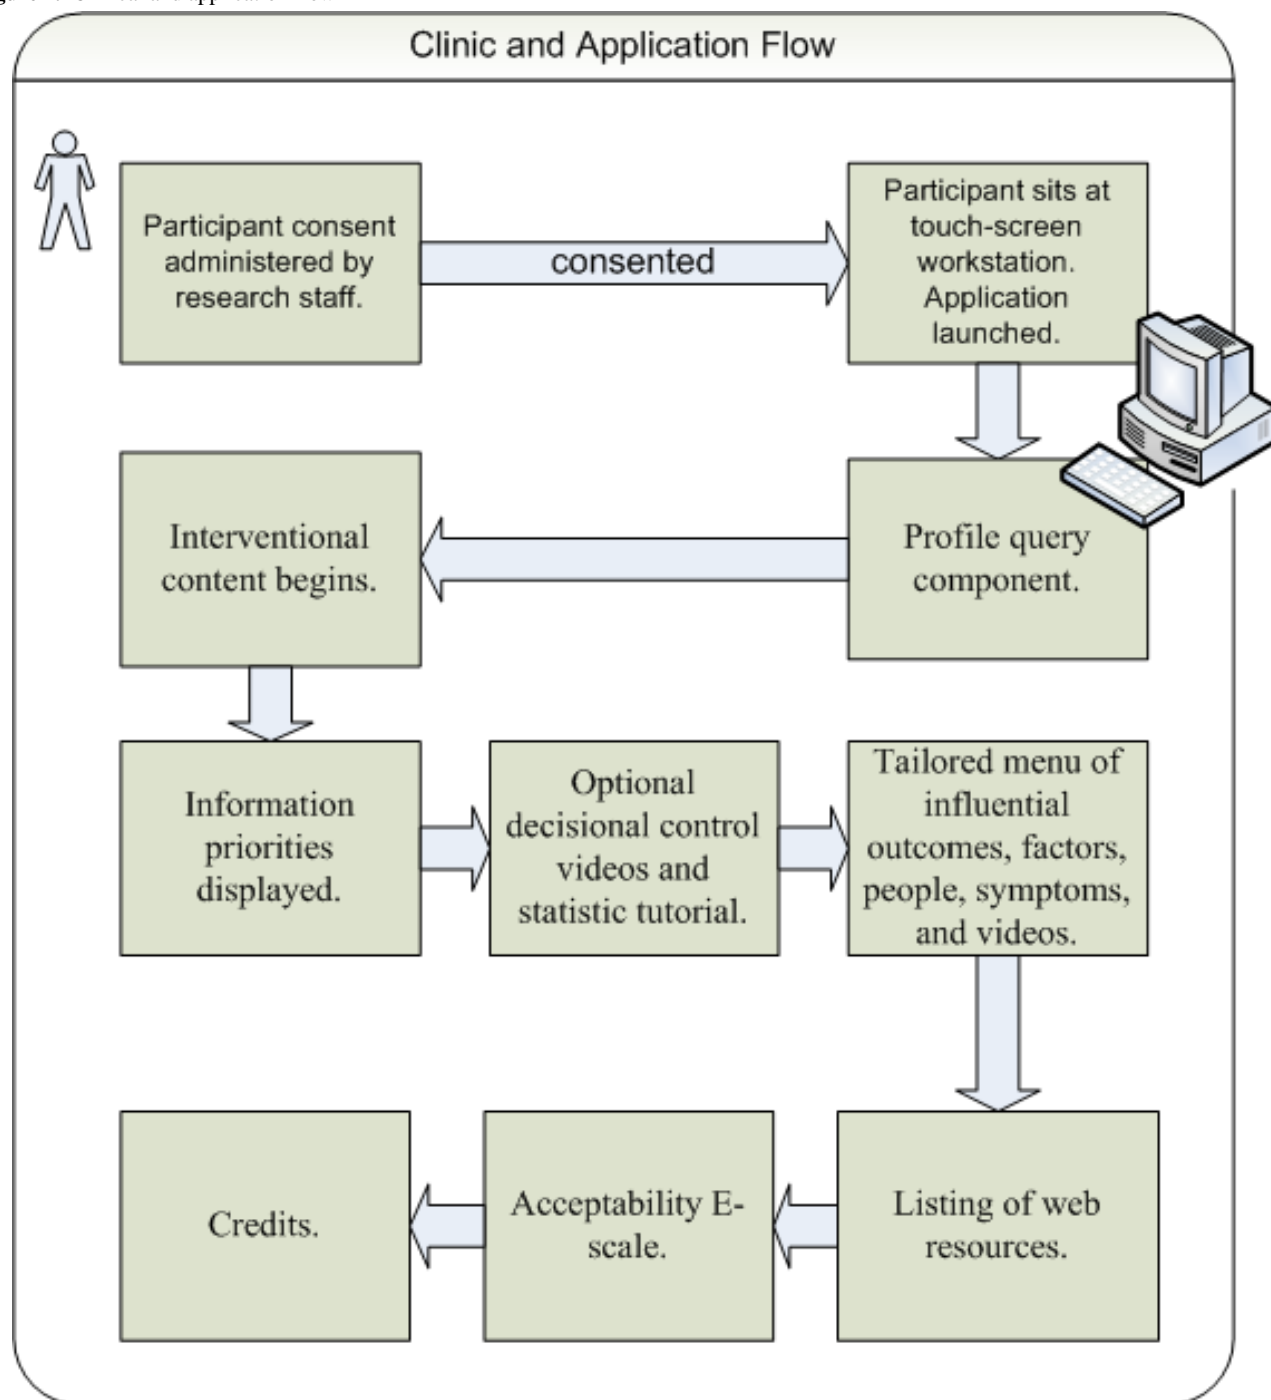 Clinic and Application Flow
Participant consent
administered by
research staff.
consented
Participant sits at
touch-screen
workstation.
Application
launched.
Profile query
component.
Interventional
content begins.
Information
priorities
displayed.
Optional
decisional control
videos and
statistic tutorial.
Tailored menu of
influential
outcomes, factors,
people, symptoms,
and videos.
Listing of web
resources.
Acceptability E-
scale.
Credits.